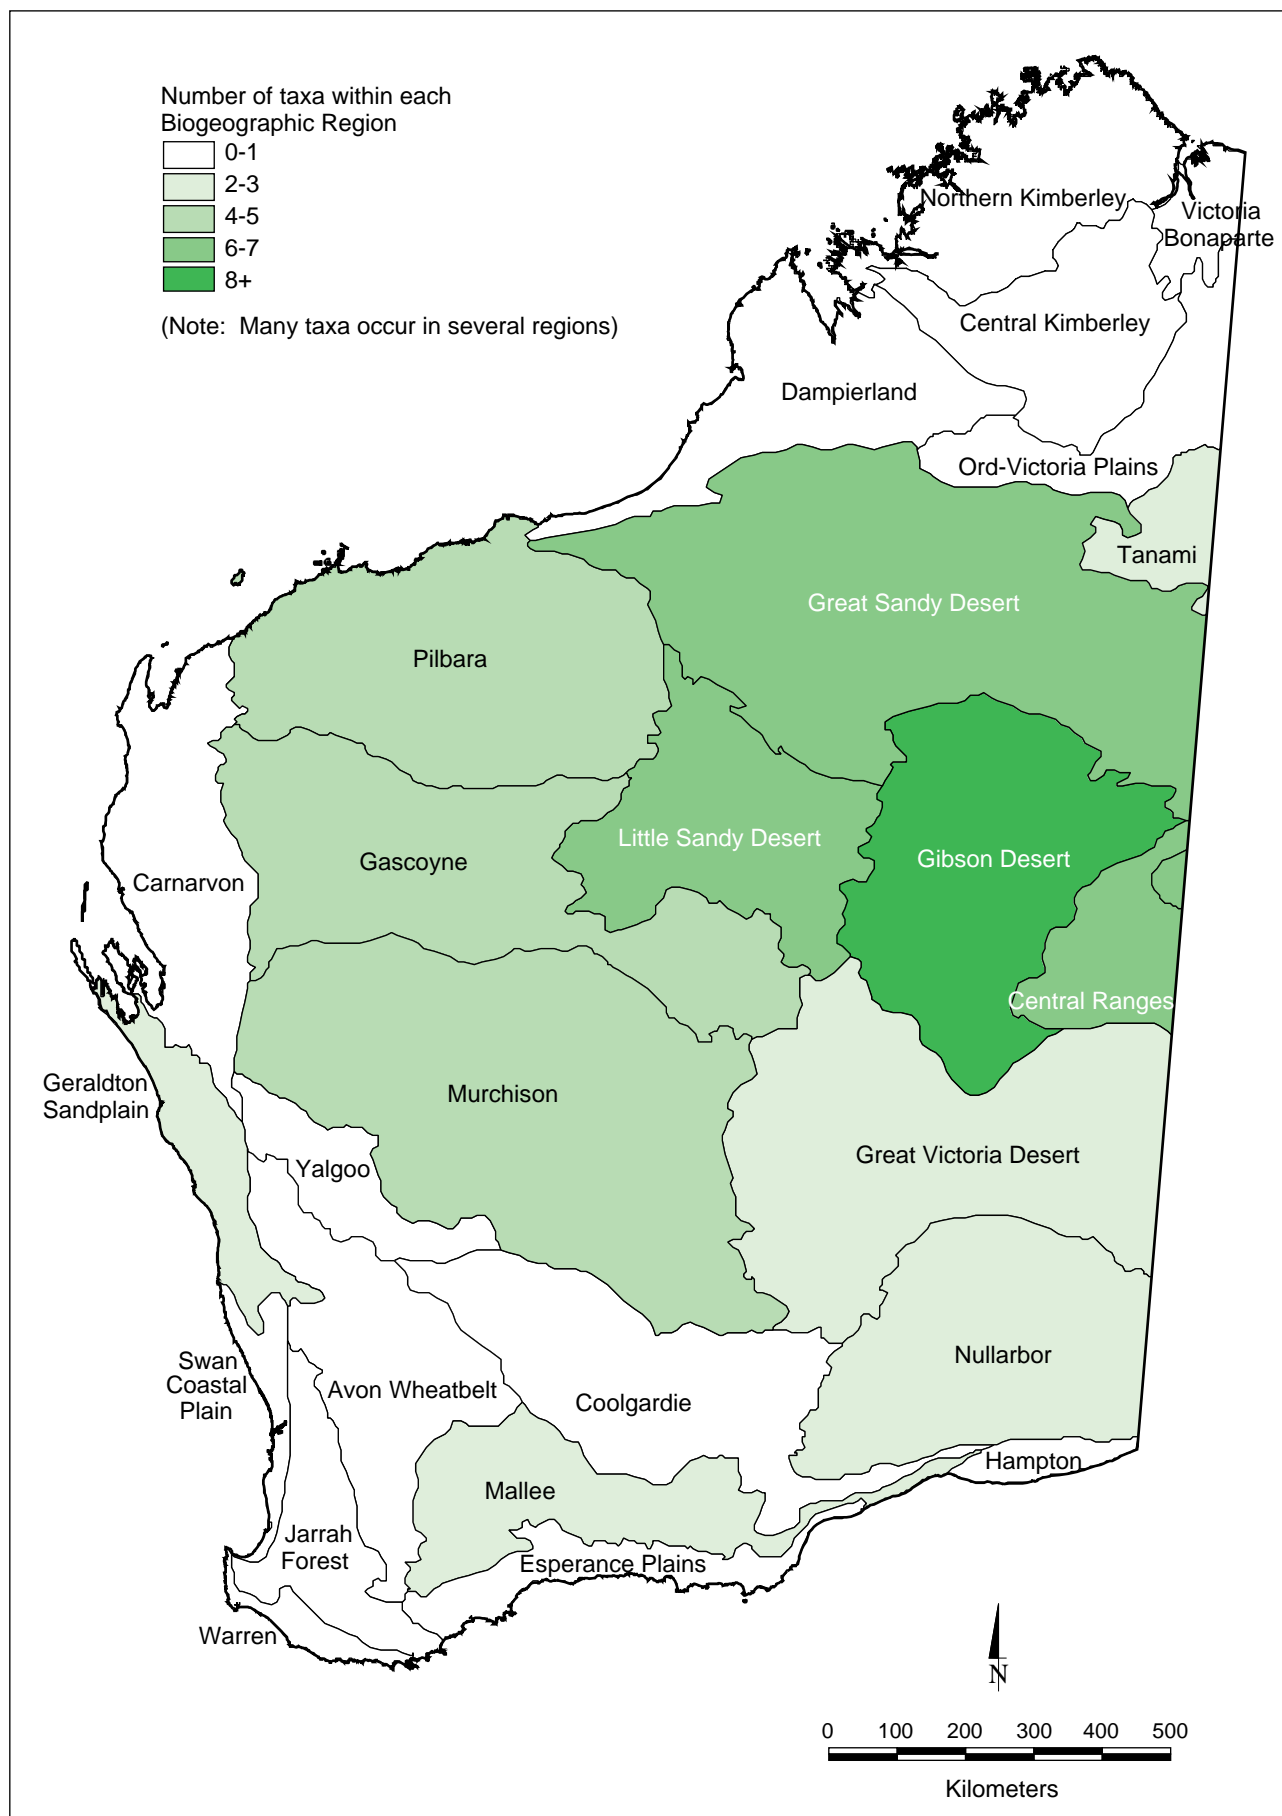 Number of taxa within each
Biogeographic Region
0-1
2-3
4-5
6-7
8+
(Note: Many taxa occur in several regions)
Northern Kimberley
Victoria
Bonaparte
Central Kimberley
Dampierland
Ord-Victoria Plains
Tanami
Great Sandy Desert
Pilbara
Little Sandy Desert
Gibson Desert
Gascoyne
Carnarvon
Central Ranges
Geraldton
Sandplain
Murchison
Great Victoria Desert
Yalgoo
Nullarbor
Swan
Coastal
Plain
Avon Wheatbelt
Coolgardie
Hampton
Mallee
Jarrah
Forest
Esperance Plains
Warren
N
0 100 200 300 400 500
Kilometers